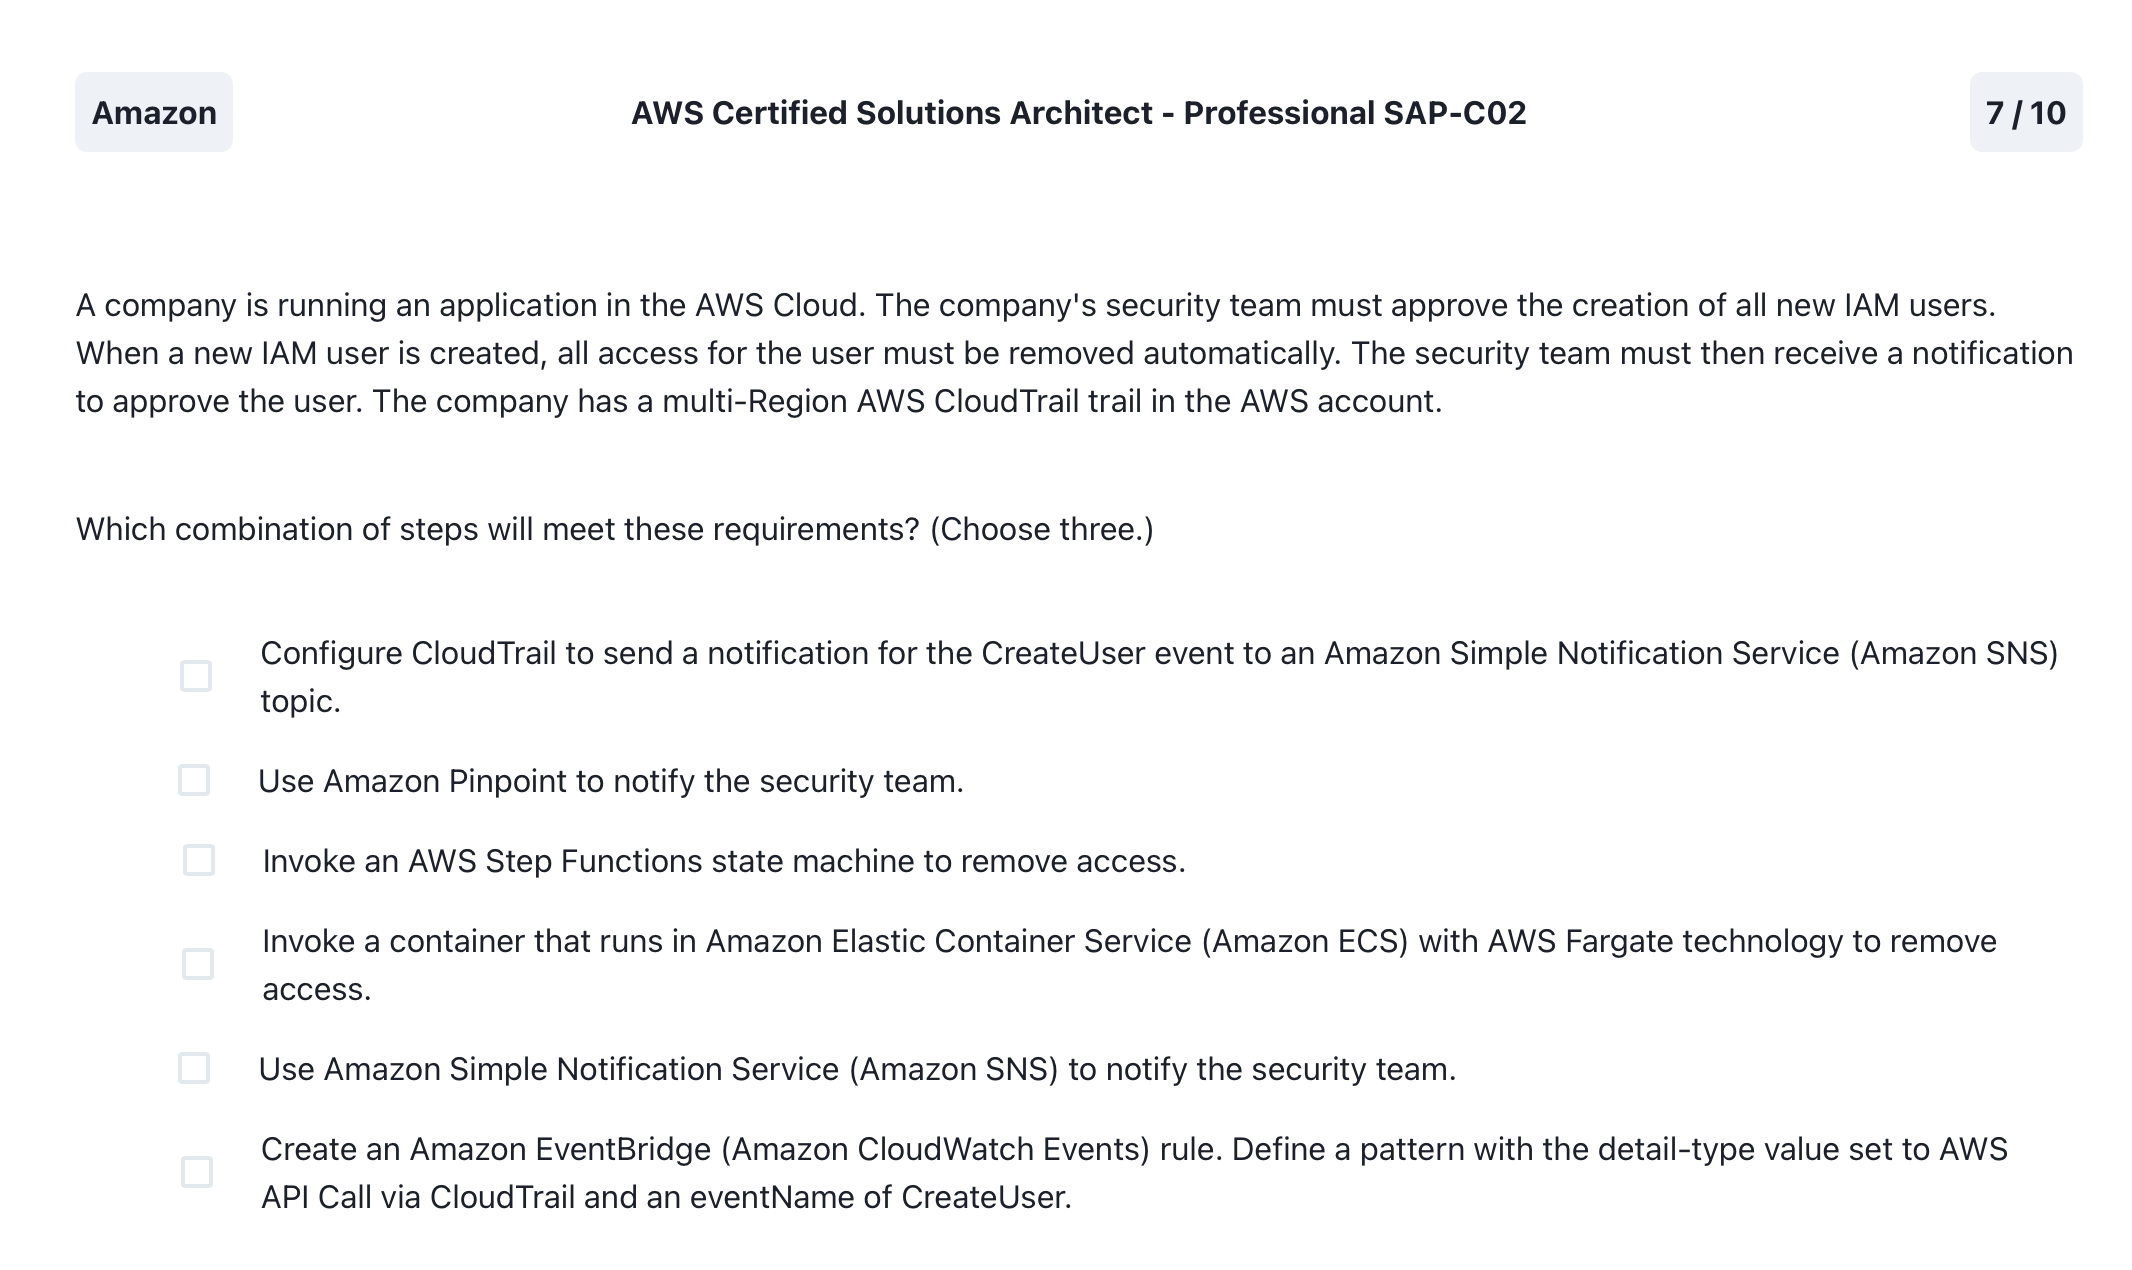 Amazon
AWS Certified Solutions Architect - Professional SAP-C02
7 / 10
A company is running an application in the AWS Cloud. The company's security team must approve the creation of all new IAM users.
When a new IAM user is created, all access for the user must be removed automatically. The security team must then receive a notification
to approve the user. The company has a multi-Region AWS CloudTrail trail in the AWS account.
Which combination of steps will meet these requirements? (Choose three.)
Configure CloudTrail to send a notification for the CreateUser event to an Amazon Simple Notification Service (Amazon SNS)
topic.
Use Amazon Pinpoint to notify the security team.
Invoke an AWS Step Functions state machine to remove access.
Invoke a container that runs in Amazon Elastic Container Service (Amazon ECS) with AWS Fargate technology to remove
access.
Use Amazon Simple Notification Service (Amazon SNS) to notify the security team.
Create an Amazon EventBridge (Amazon CloudWatch Events) rule. Define a pattern with the detail-type value set to AWS
API Call via CloudTrail and an eventName of CreateUser.